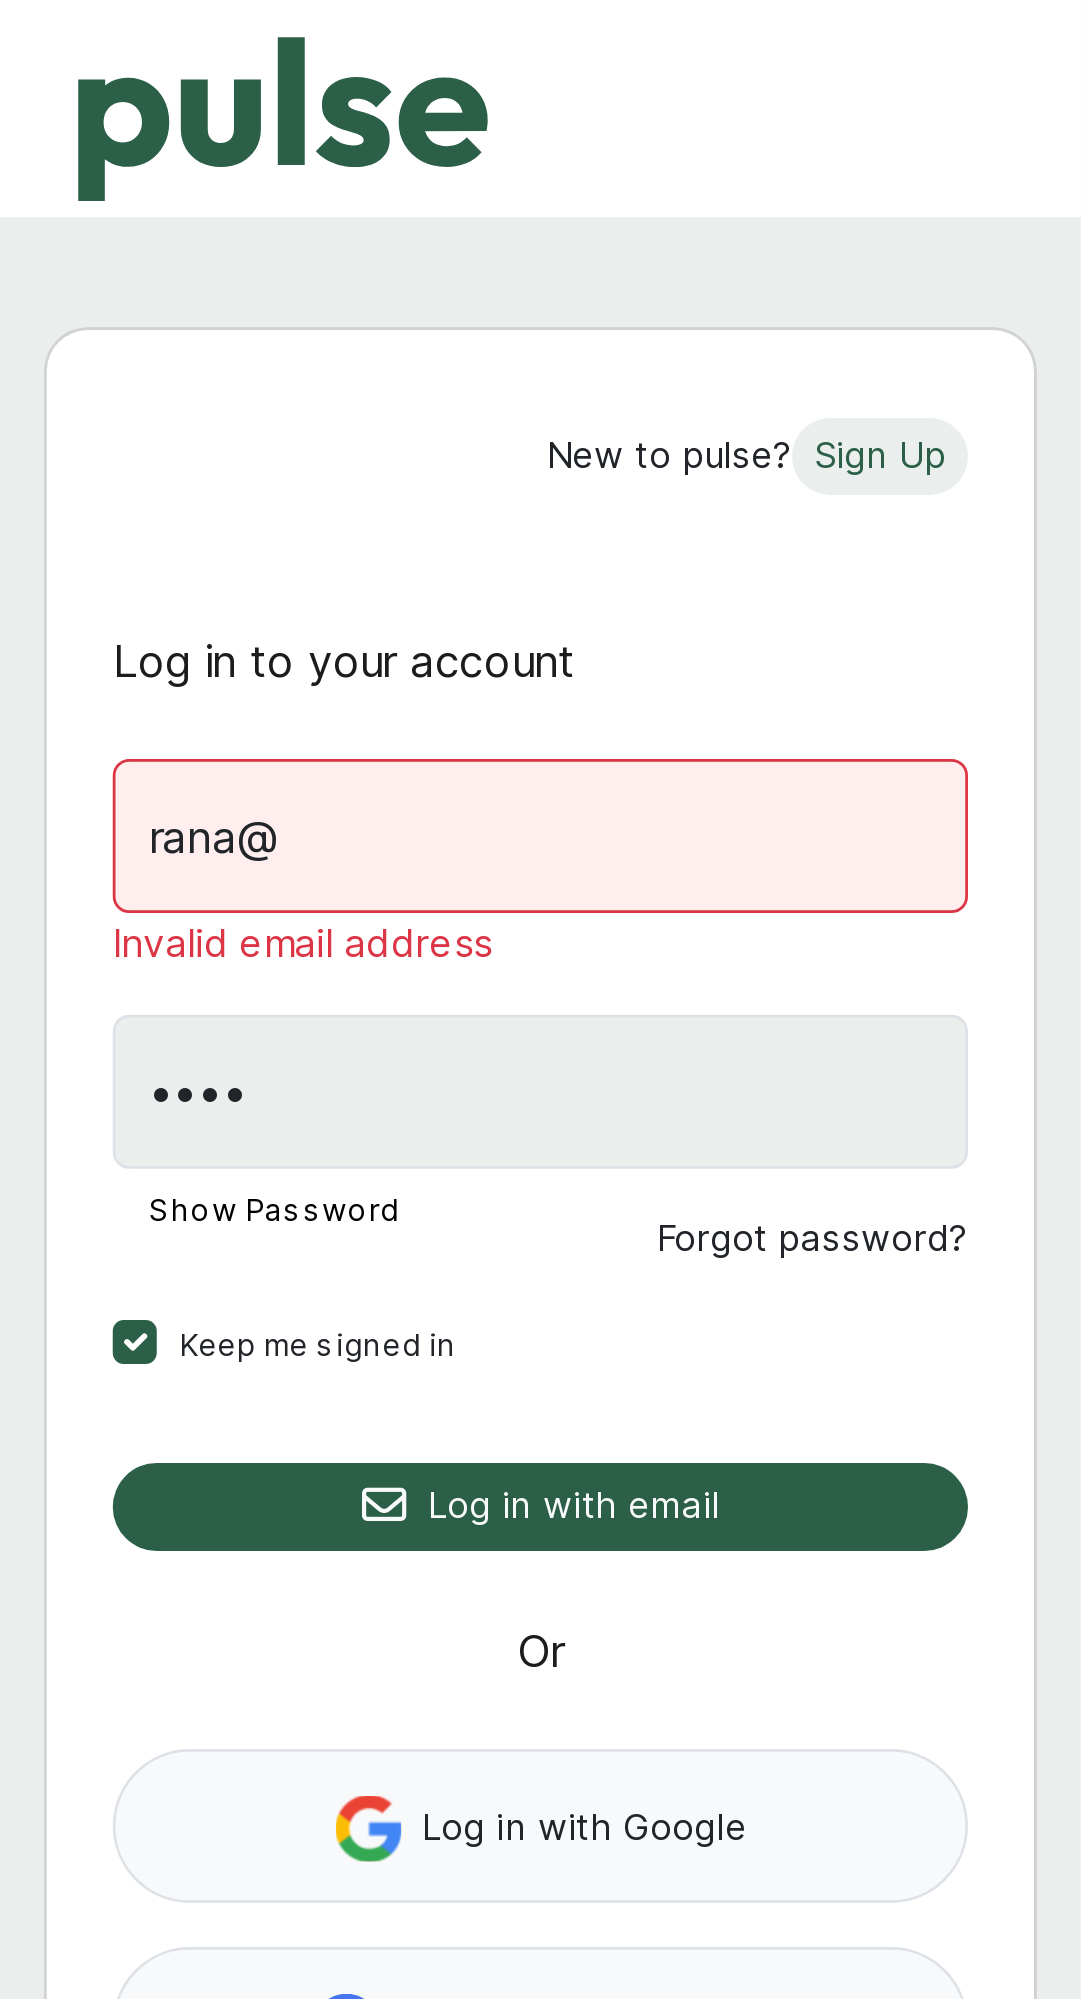 pulse
New to pulse? Sign Up
Log in to your account
rana@
Invalid email address
••••
Show Password
Forgot password?
Keep me signed in
Log in with email
Or
Log in with Google